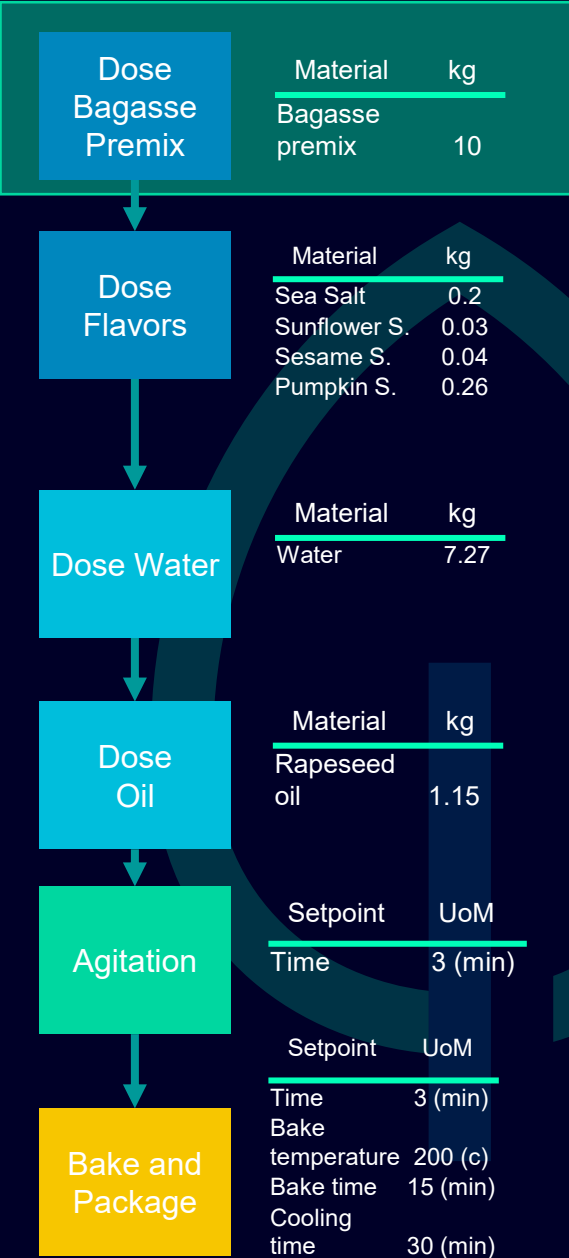 Dose
Bagasse
Premix
Material kg
Bagasse
premix 10
Dose
Flavors
Material kg
Sea Salt 0.2
Sunflower S. 0.03
Sesame S. 0.04
Pumpkin S. 0.26
Dose Water
Material kg
Water 7.27
Dose
Oil
Material kg
Rapeseed
oil 1.15
Agitation
Setpoint UoM
Time 3 (min)
Bake and
Package
Setpoint UoM
Time 3 (min)
Bake
temperature 200 (c)
Bake time 15 (min)
Cooling
time 30 (min)